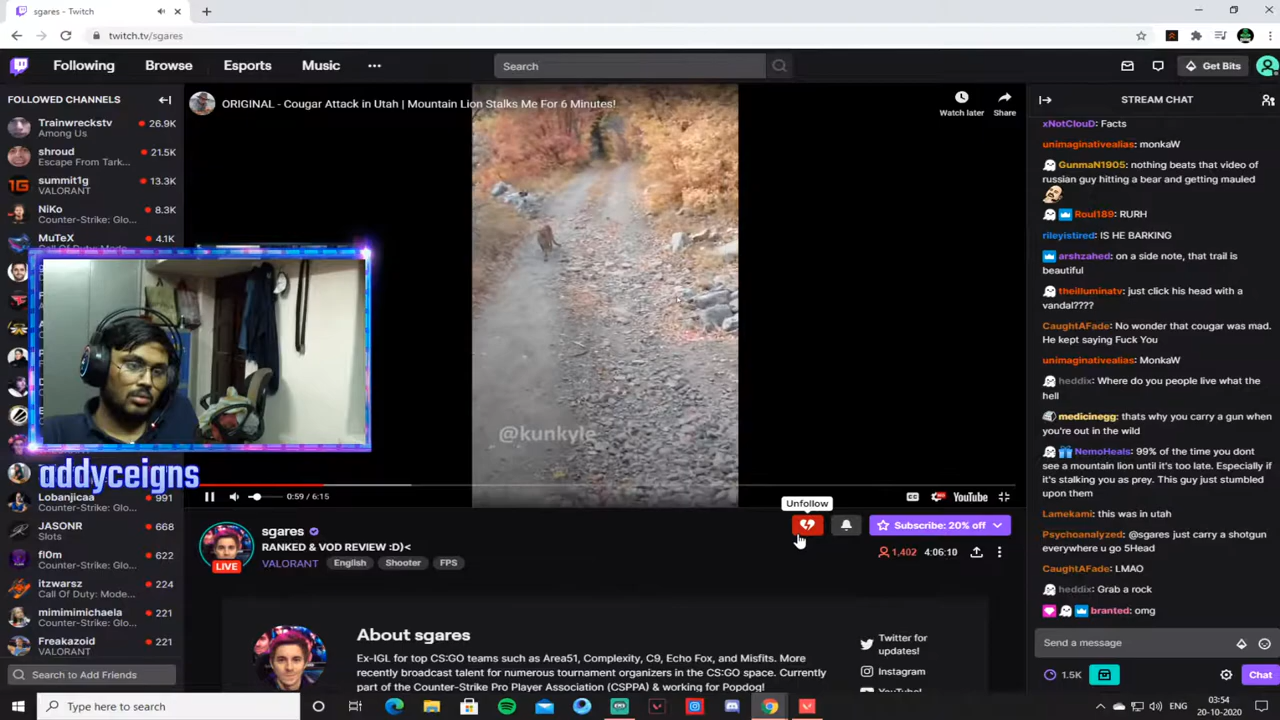 sgares - Twitch
twitch.tv/sgares
Following
Browse
Esports
Music
Search
Get Bits
FOLLOWED CHANNELS
Trainwreckstv
26.9K
Among Us
shroud
21.5K
Escape From Tark...
summit1g
13.3K
VALORANT
NiKo
8.3K
Counter-Strike: Glo...
MuTeX
4.1K
addyceigns
Lobanjicaa
991
Counter-Strike: Glo...
JASONR
668
Slots
fl0m
622
Counter-Strike: Glo...
itzwarsz
224
Call Of Duty: Mode...
mimimimichaela
221
Counter-Strike: Glo...
Freakazoid
221
VALORANT
Search to Add Friends
ORIGINAL - Cougar Attack in Utah | Mountain Lion Stalks Me For 6 Minutes!
Watch later
Share
@kunkyle
0:59 / 6:15
CC
YouTube
Unfollow
sgares
LIVE
RANKED & VOD REVIEW :D)<
VALORANT
English
Shooter
FPS
Subscribe: 20% off
1,402
4:06:10
About sgares
Ex-IGL for top CS:GO teams such as Area51, Complexity, C9, Echo Fox, and Misfits. More
recently broadcast talent for numerous tournament organizers in the CS:GO space. Currently
part of the Counter-Strike Pro Player Association (CSPPA) & working for Popdog!
Twitter for
updates!
Instagram
STREAM CHAT
xNotClouD: Facts
unimaginativealias: monkaW
GunmaN1905: nothing beats that video of
russian guy hitting a bear and getting mauled
Roul189: RURH
rileyistired: IS HE BARKING
arshzahed: on a side note, that trail is
beautiful
theilluminatv: just click his head with a
vandal????
CaughtAFade: No wonder that cougar was mad.
He kept saying Fuck You
unimaginativealias: MonkaW
heddix: Where do you people live what the
hell
medicinegg: thats why you carry a gun when
you're out in the wild
NemoHeals: 99% of the time you dont
see a mountain lion until it's too late. Especially if
it's stalking you as prey. This guy just stumbled
upon them
Lamekami: this was in utah
Psychoanalyzed: @sgares just carry a shotgun
everywhere u go 5Head
CaughtAFade: LMAO
heddix: Grab a rock
branted: omg
Send a message
1.5K
Chat
Type here to search
ENG
03:54
20-10-2020